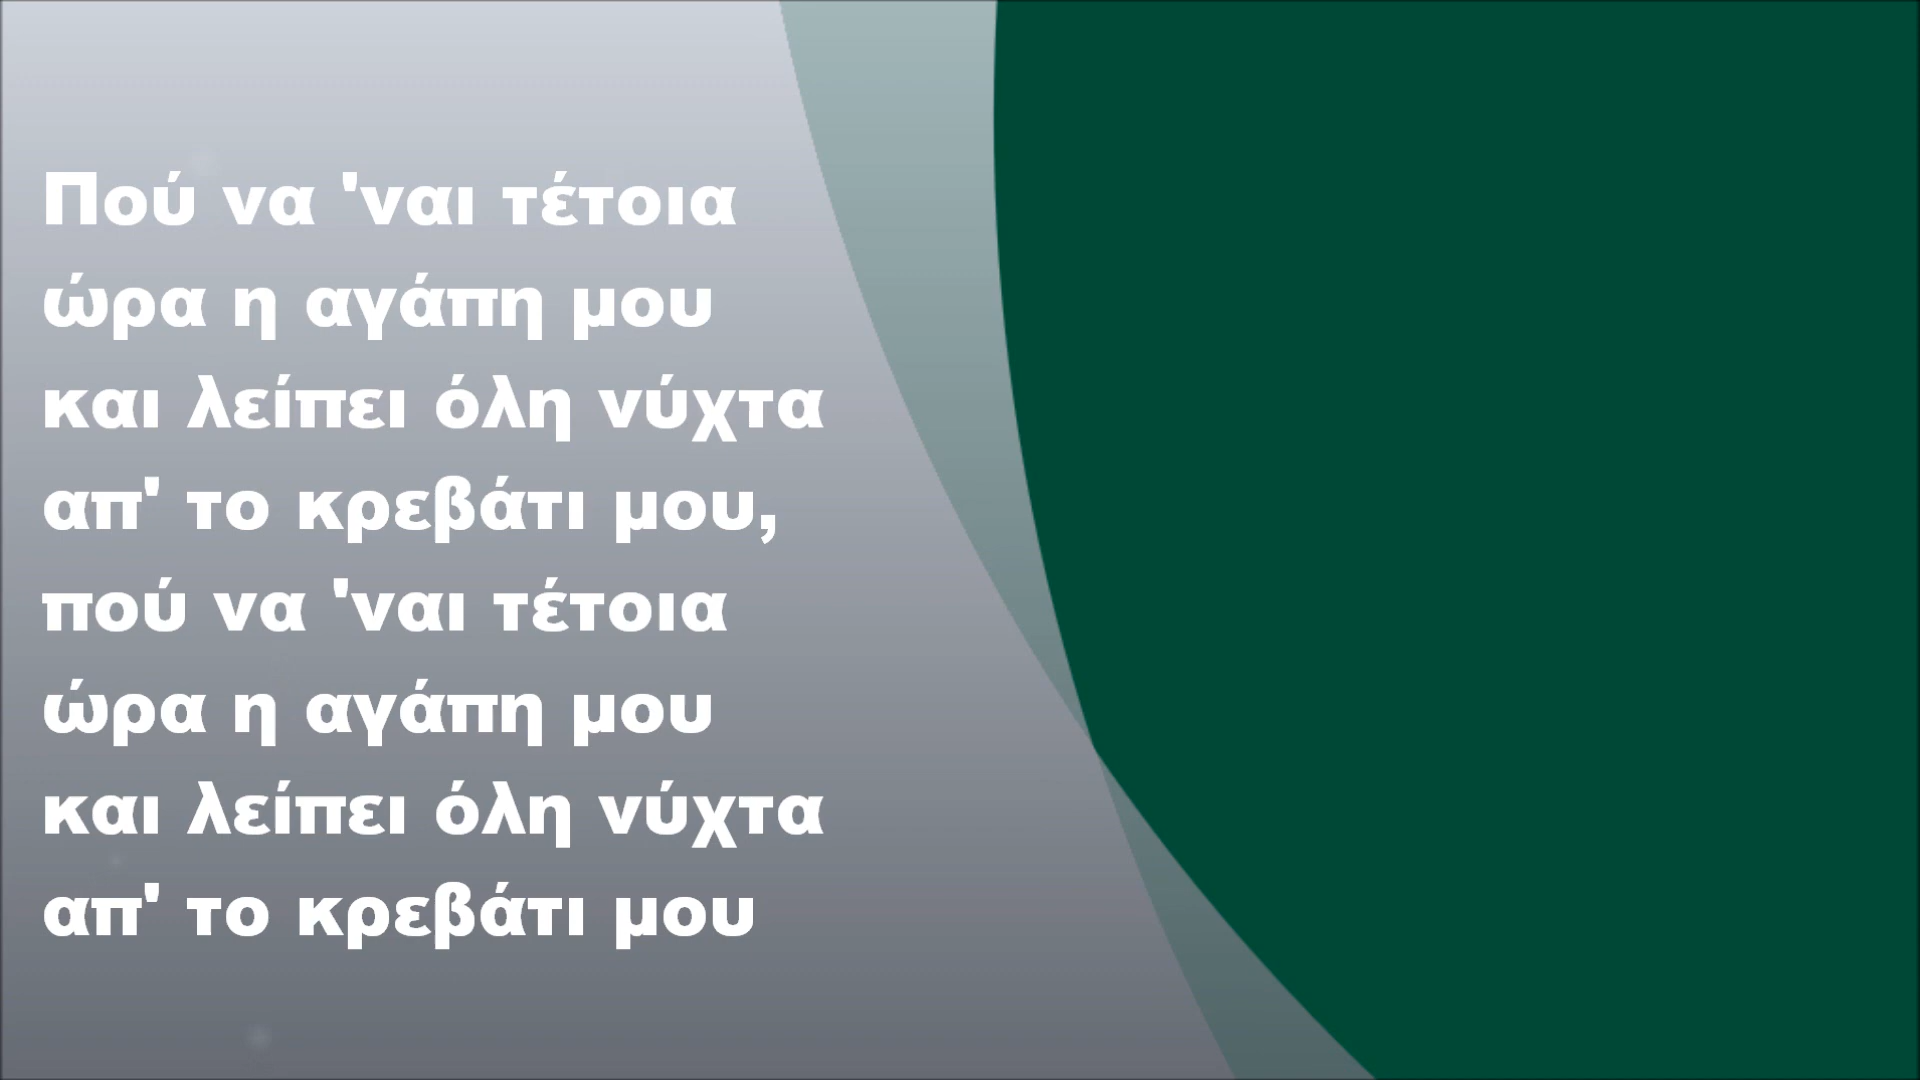 Πού να 'ναι τέτοια
ώρα η αγάπη μου
και λείπει όλη νύχτα
απ' το κρεβάτι μου,
πού να 'ναι τέτοια
ώρα η αγάπη μου
και λείπει όλη νύχτα
απ' το κρεβάτι μου